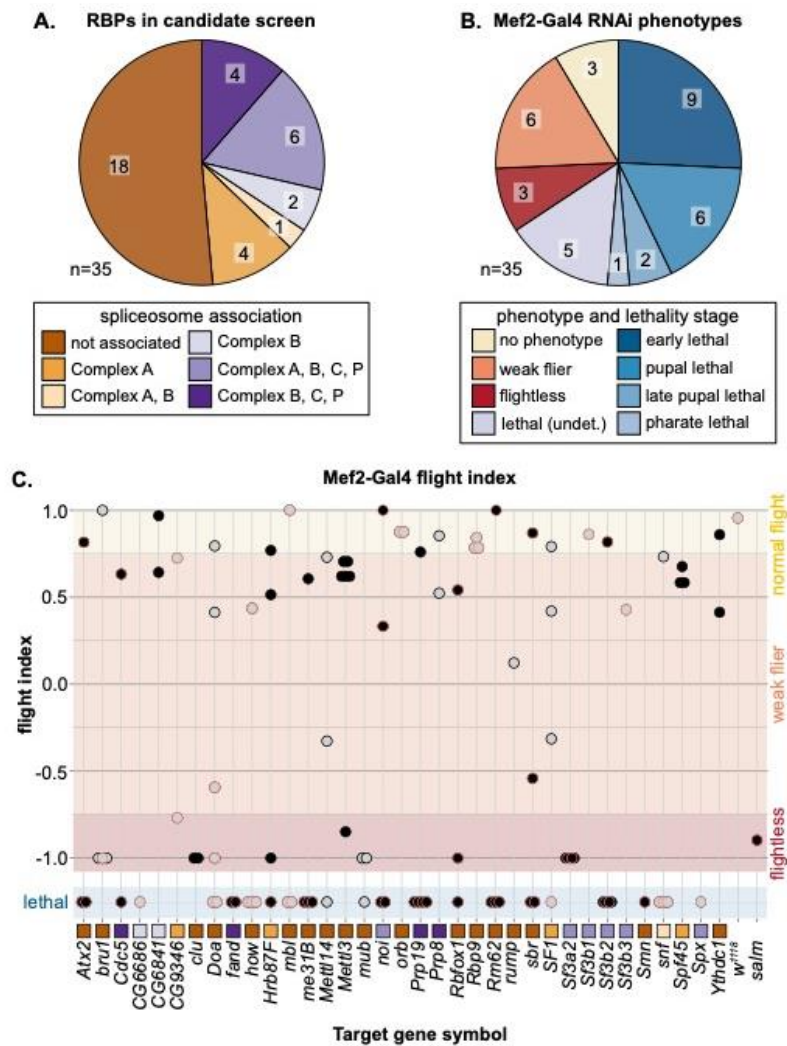 A. RBPs in candidate screen
4
6
2
1
4
18
n=35
spliceosome association
not associated
Complex A
Complex A, B
Complex B
Complex A, B, C, P
Complex B, C, P
B. Mef2-Gal4 RNAi phenotypes
3
9
6
6
3
5
1
2
n=35
phenotype and lethality stage
no phenotype
weak flier
flightless
lethal (undet.)
early lethal
pupal lethal
late pupal lethal
pharate lethal
C. Mef2-Gal4 flight index
flight index
1.0
0.5
0.0
-0.5
-1.0
lethal
normal flight
weak flier
flightless
Atx2
bru1
Cdc5
CG6686
CG6841
CG9346
clu
Doa
fand
how
Hrb87F
mbl
me31B
Mettl14
Mettl3
mub
noi
orb
Prp19
Prp8
Rbfox1
Rbp9
Rm62
rump
sbr
SF1
Sf3a2
Sf3b1
Sf3b2
Sf3b3
Smn
snf
Spf45
Spx
Ythdc1
w1118
salm
Target gene symbol